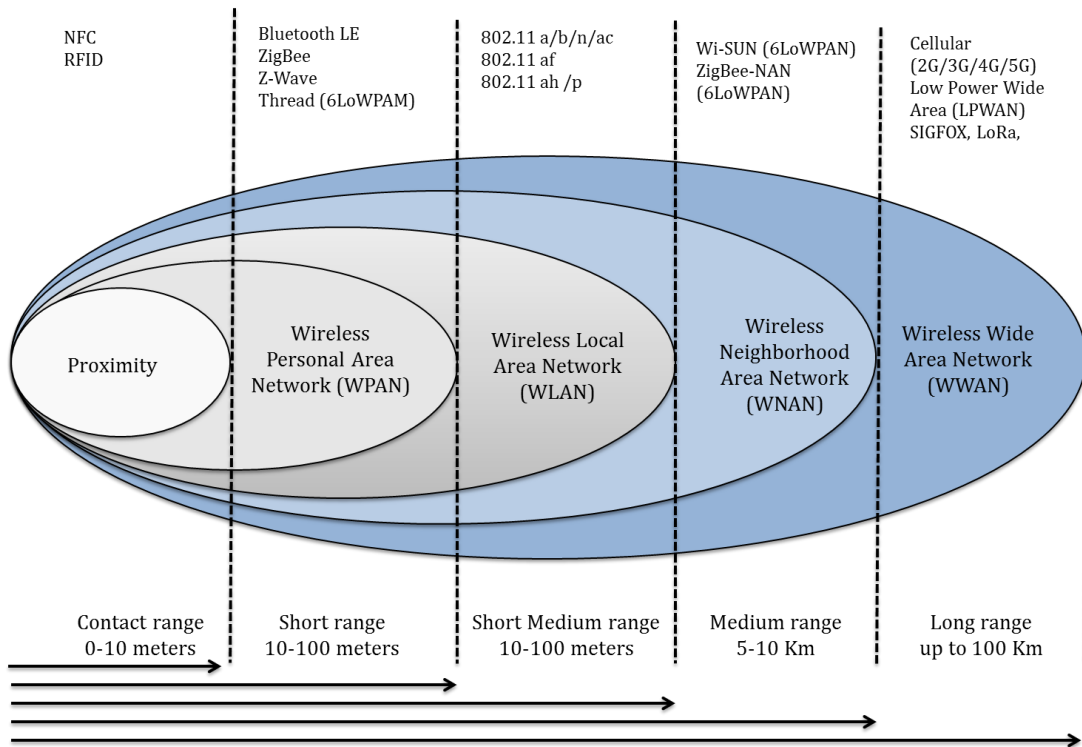 NFC
RFID
Bluetooth LE
ZigBee
Z-Wave
Thread (6LoWPAM)
802.11 a/b/n/ac
802.11 af
802.11 ah /p
Wi-SUN (6LoWPAN)
ZigBee-NAN
(6LoWPAN)
Cellular
(2G/3G/4G/5G)
Low Power Wide
Area (LPWAN)
SIGFOX, LoRa,
Proximity
Wireless
Personal Area
Network (WPAN)
Wireless Local
Area Network
(WLAN)
Wireless
Neighborhood
Area Network
(WNAN)
Wireless Wide
Area Network
(WWAN)
Contact range
0-10 meters
Short range
10-100 meters
Short Medium range
10-100 meters
Medium range
5-10 Km
Long range
up to 100 Km